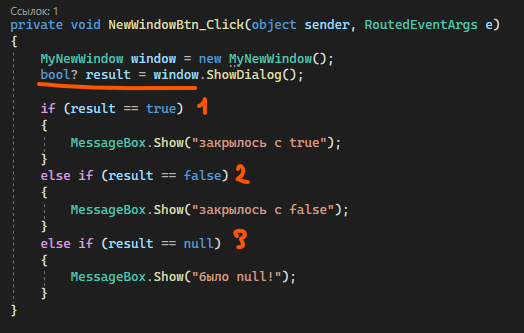 Ссылок: 1
private void NewWindowBtn_Click(object sender, RoutedEventArgs e)
{
MyNewWindow window = new MyNewWindow();
bool? result = window.ShowDialog();
if (result == true) 1
{
MessageBox.Show("закрылось с true");
}
else if (result == false) 2
{
MessageBox.Show("закрылось с false");
}
else if (result == null) 3
{
MessageBox.Show("было null!");
}
}